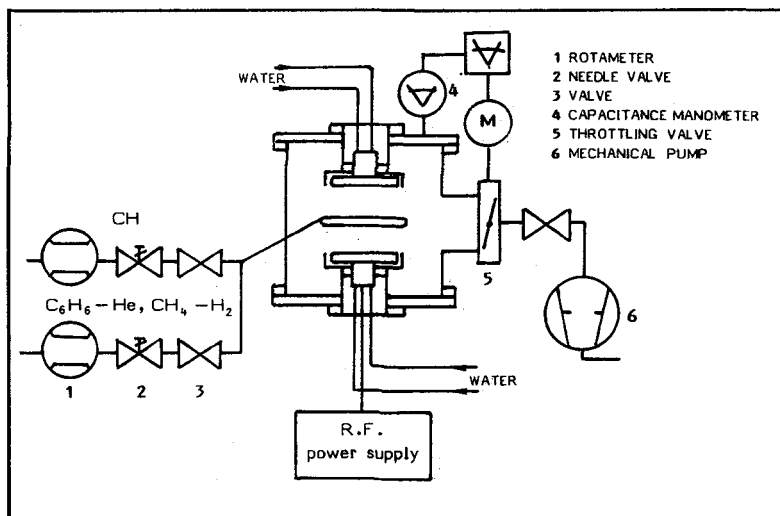 1 ROTAMETER
2 NEEDLE VALVE
3 VALVE
4 CAPACITANCE MANOMETER
5 THROTTLING VALVE
6 MECHANICAL PUMP
WATER
4
M
CH
C₆H₆-He, CH₄-H₂
1 2 3
5
6
WATER
R.F.
power supply